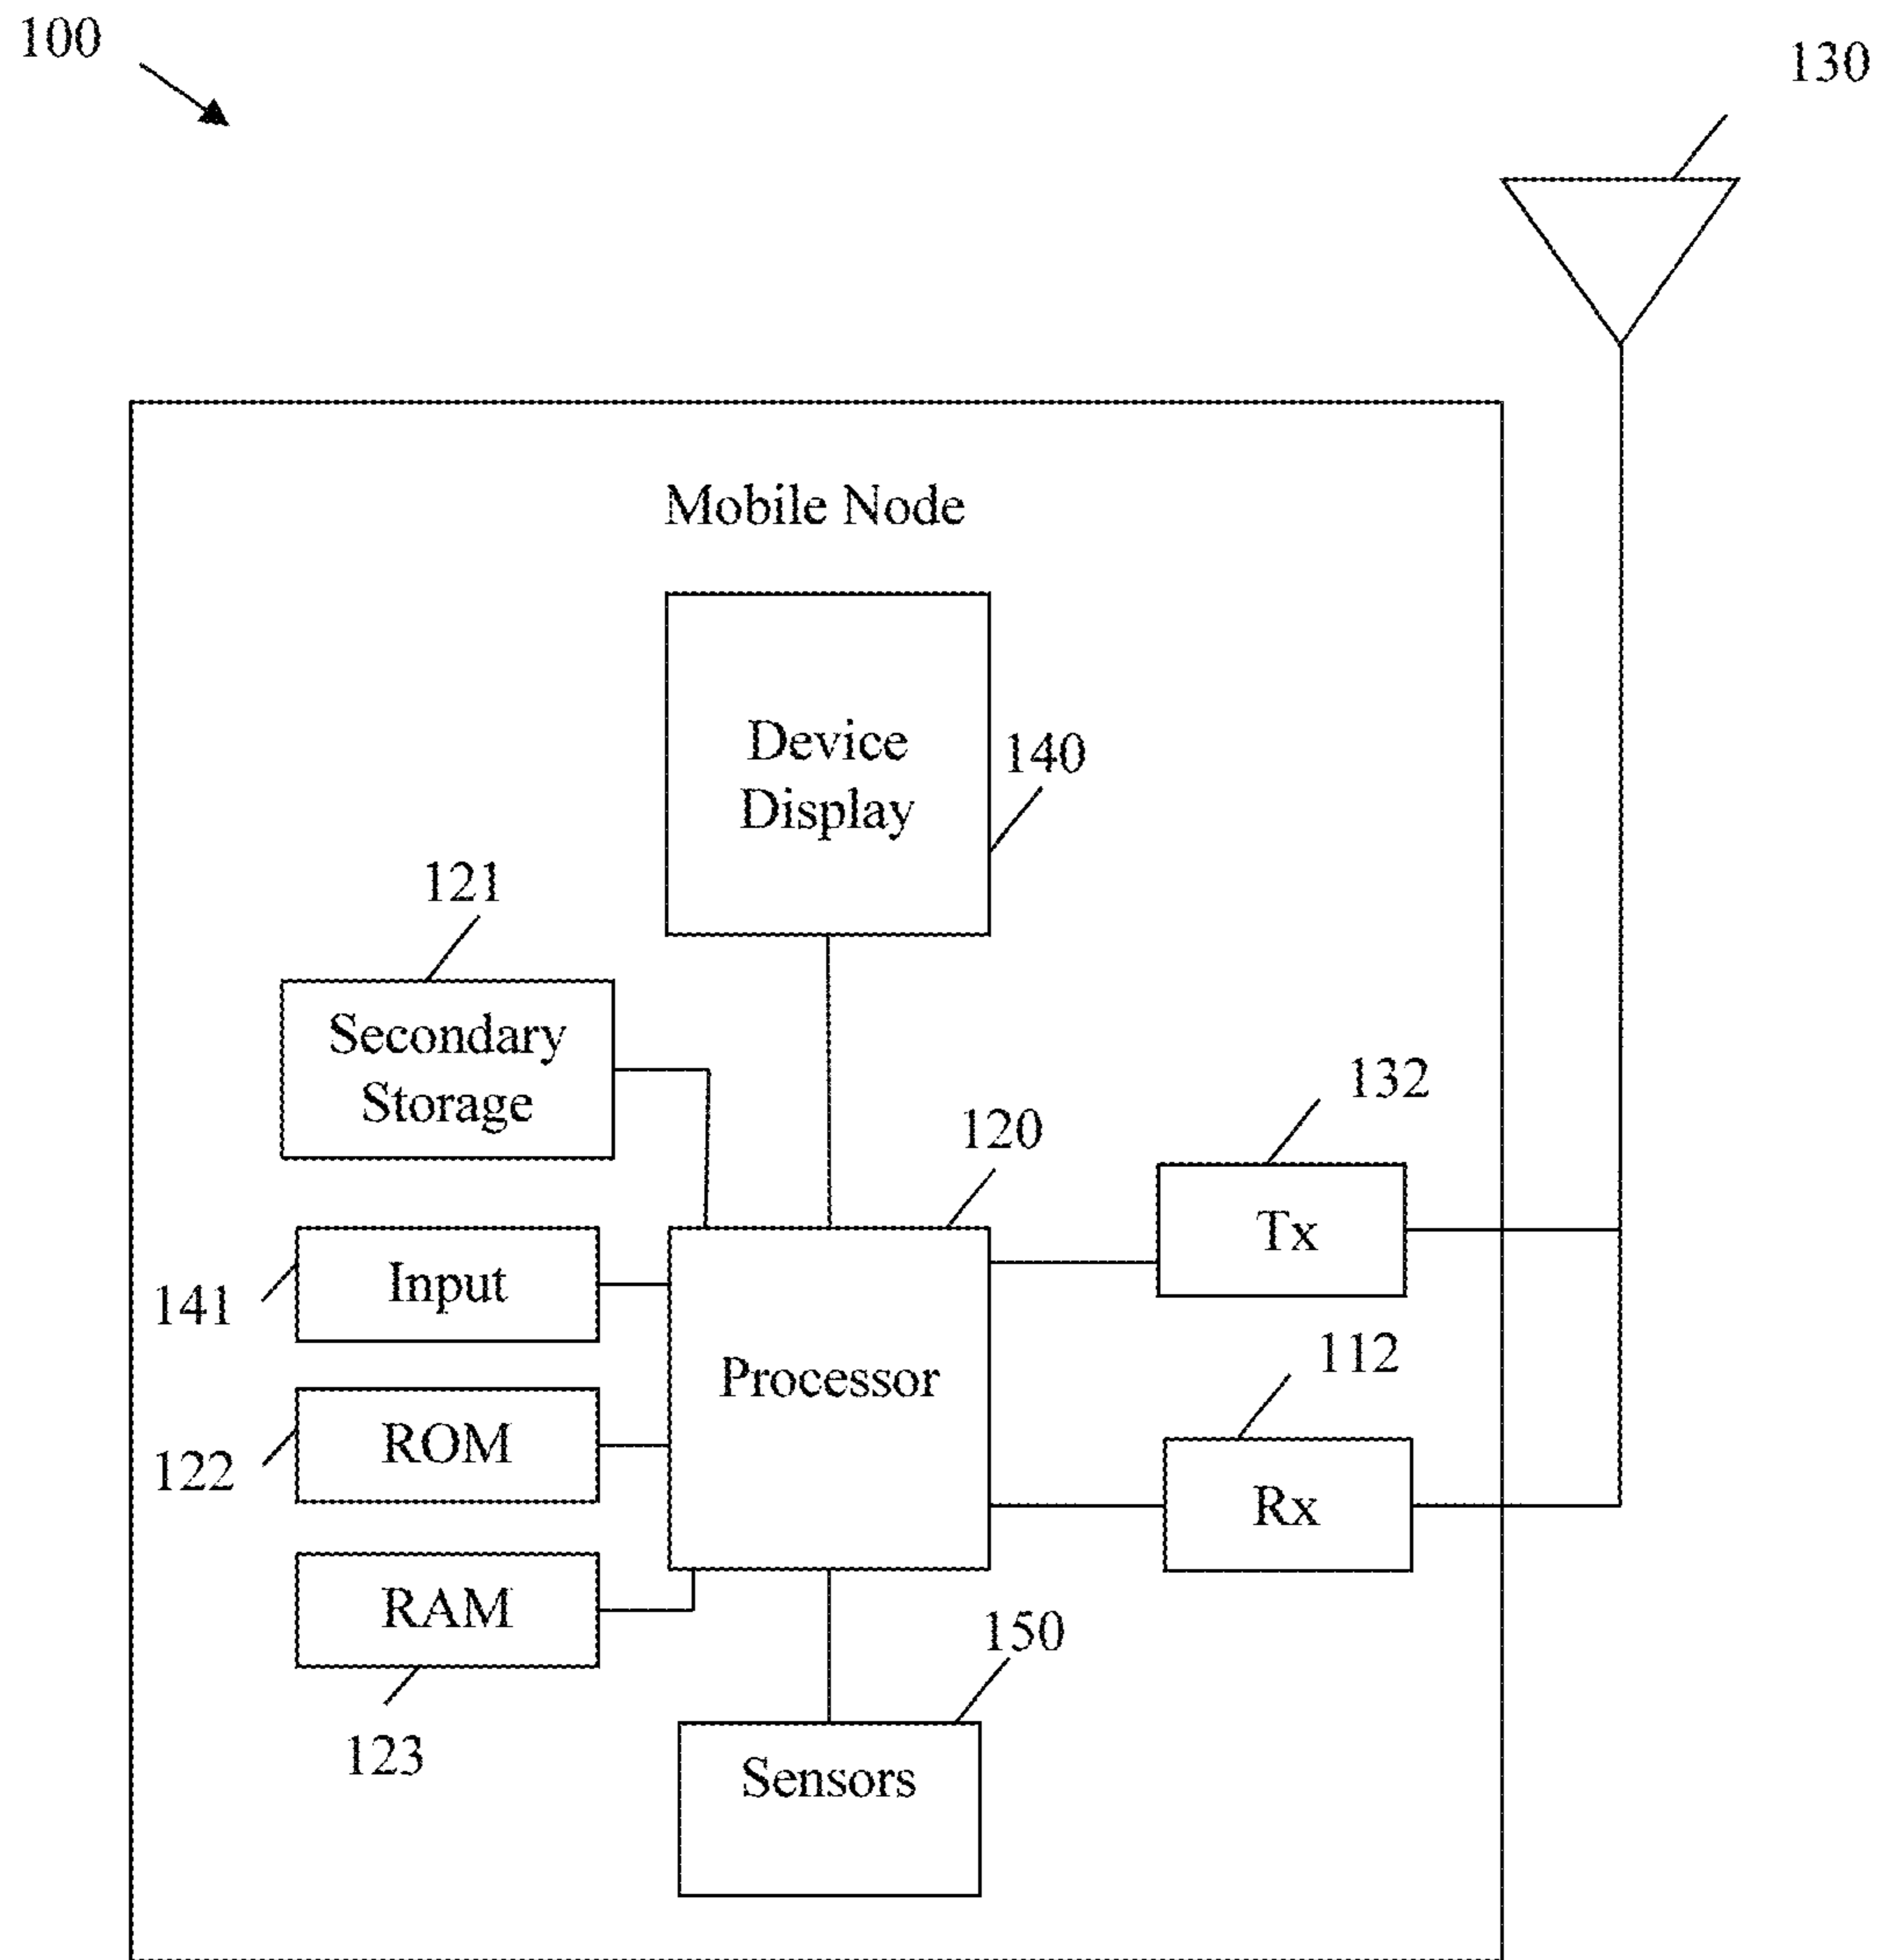 100
130
Mobile Node
Device
Display
140
121
Secondary
Storage
120
132
Tx
141
Input
Processor
112
122
ROM
Rx
RAM
123
150
Sensors